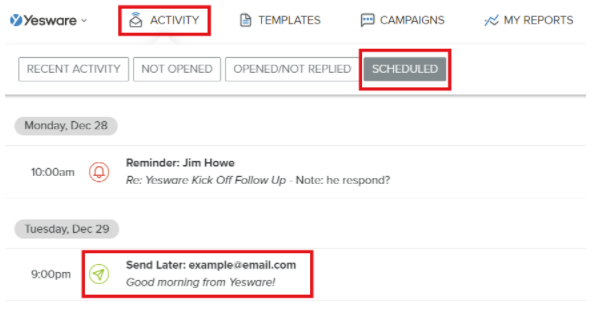 Yesware ACTIVITY TEMPLATES CAMPAIGNS MY REPORTS
RECENT ACTIVITY NOT OPENED OPENED/NOT REPLIED SCHEDULED
Monday, Dec 28
10:00am Reminder: Jim Howe
Re: Yesware Kick Off Follow Up - Note: he respond?
Tuesday, Dec 29
9:00pm Send Later: example@email.com
Good morning from Yesware!